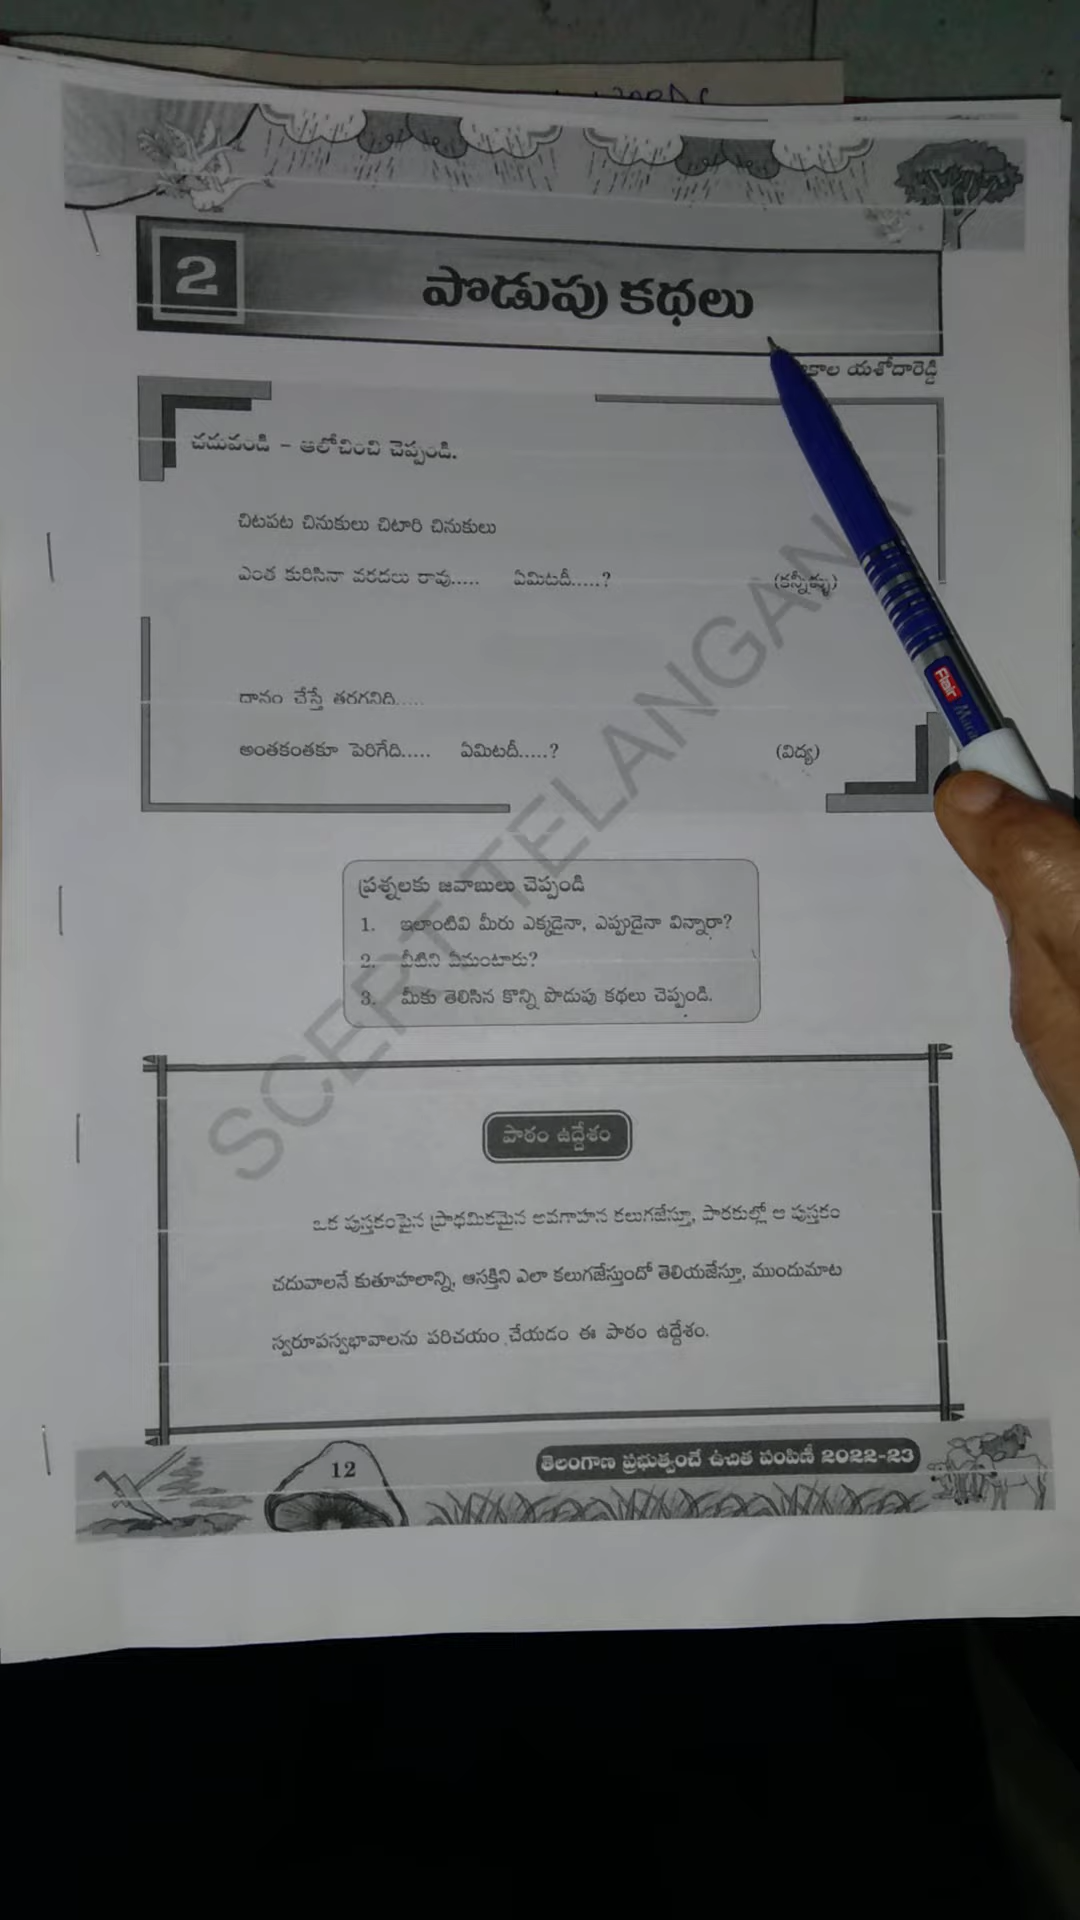 2
పొడుపు కథలు
యశోదారెడ్డి
చదువండి – ఆలోచించి చెప్పండి.
చిటపట చినుకులు చిటారి చినుకులు
ఎంత కురిసినా వరదలు రావు..... ఏమిటదీ.....? (కన్నీళ్ళు)
దానం చేస్తే తరగనిది.....
అంతకంతకూ పెరిగేది..... ఏమిటదీ.....? (విద్య)
ప్రశ్నలకు జవాబులు చెప్పండి
1. ఇలాంటివి మీరు ఎక్కడైనా, ఎప్పుడైనా విన్నారా?
2. వీటిని ఏమంటారు?
3. మీకు తెలిసిన కొన్ని పొడుపు కథలు చెప్పండి.
SCERT TELANGANA
పాఠం ఉద్దేశం
ఒక పుస్తకంపైన ప్రాథమికమైన అవగాహన కలుగజేస్తూ, పాఠకుల్లో ఆ పుస్తకం
చదువాలనే కుతూహలాన్ని, ఆసక్తిని ఎలా కలుగజేస్తుందో తెలియజేస్తూ, ముందుమాట
స్వరూపస్వభావాలను పరిచయం చేయడం ఈ పాఠం ఉద్దేశం.
12
తెలంగాణ ప్రభుత్వంచే ఉచిత పంపిణీ 2022-23
Flair